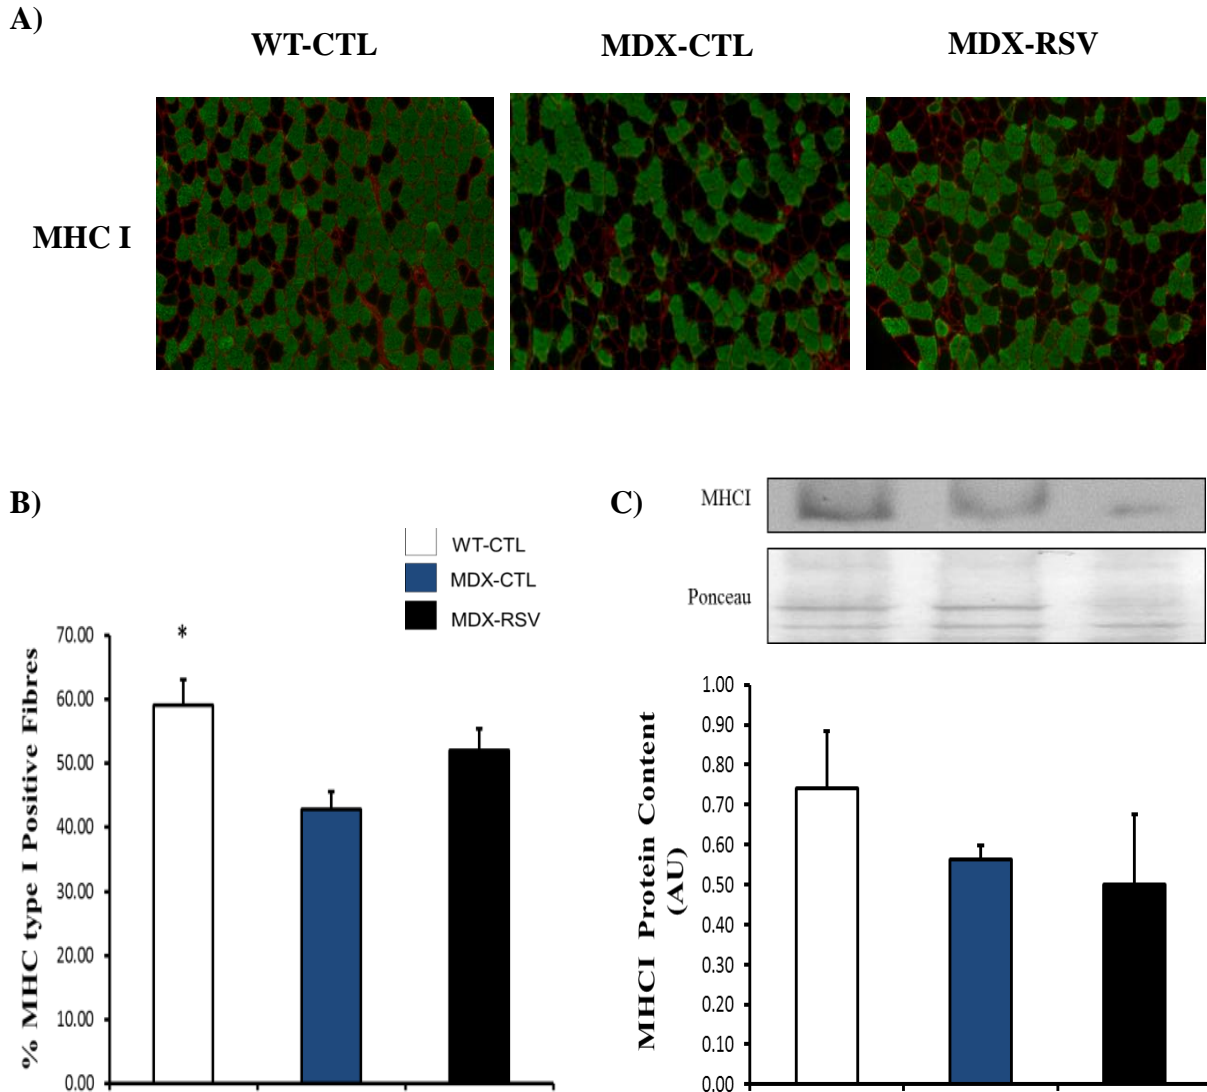 A)
WT-CTL
MDX-CTL
MDX-RSV
MHC I
B)
WT-CTL
MDX-CTL
MDX-RSV
% MHC type I Positive Fibres
70.00
60.00
50.00
40.00
30.00
20.00
10.00
0.00
*
C)
MHCI
Ponceau
MHCI Protein Content
(AU)
1.00
0.90
0.80
0.70
0.60
0.50
0.40
0.30
0.20
0.10
0.00